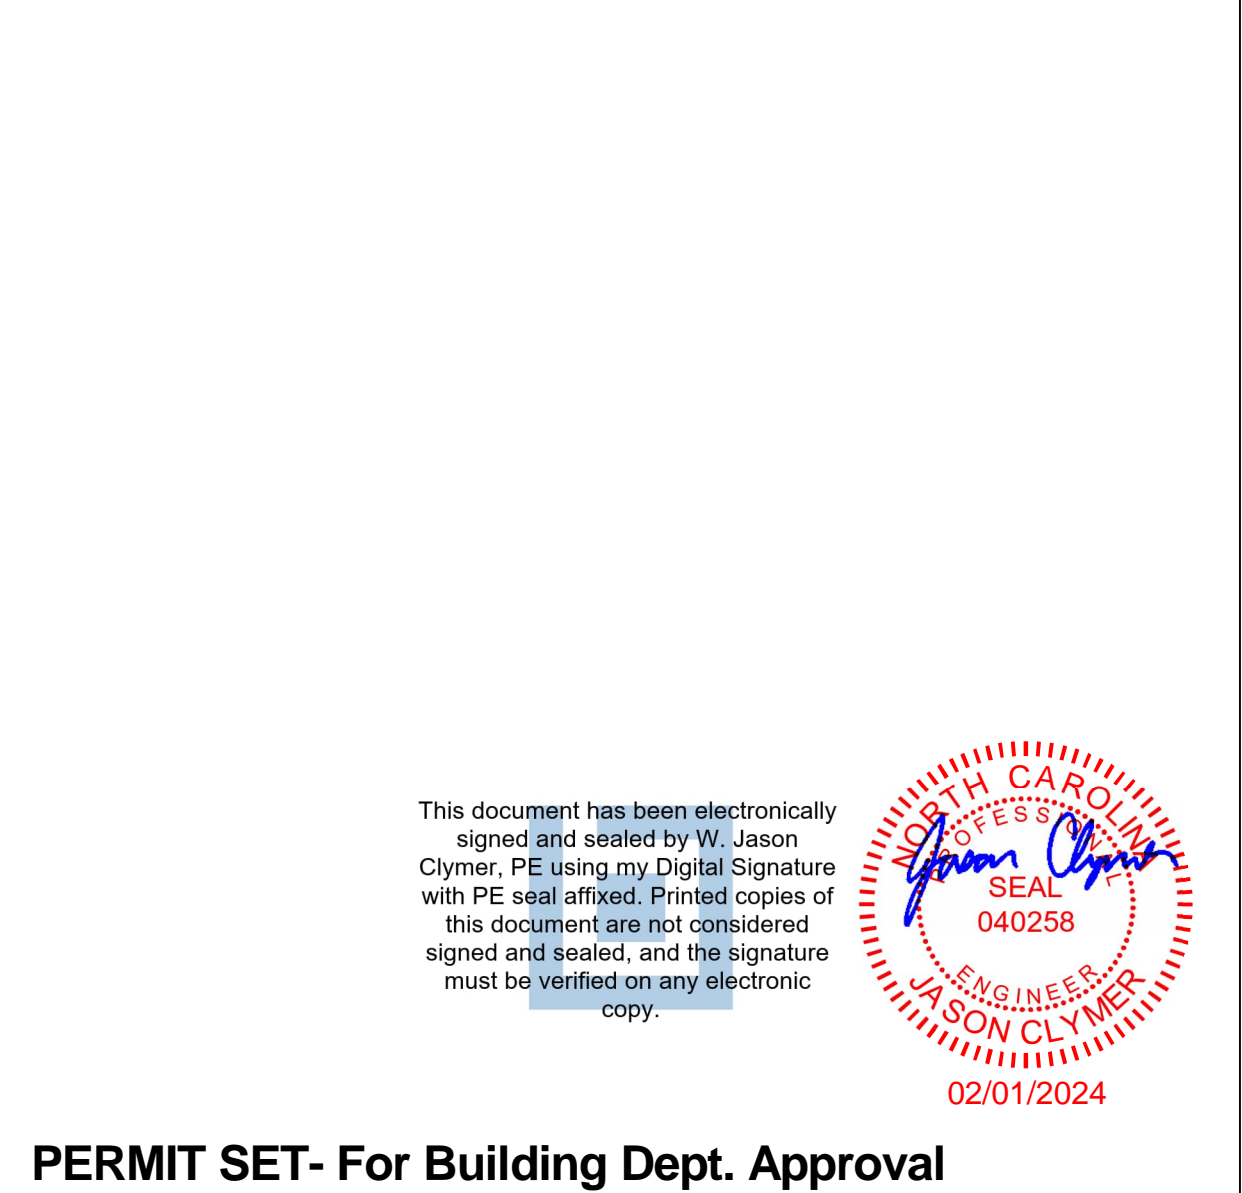 This document has been electronically
signed and sealed by W. Jason
Clymer, PE using my Digital Signature
with PE seal affixed. Printed copies of
this document are not considered
signed and sealed, and the signature
must be verified on any electronic
copy.
NORTH CAROLINA
PROFESSIONAL
Jason Clymer
SEAL
040258
ENGINEER
JASON CLYMER
02/01/2024
PERMIT SET- For Building Dept. Approval